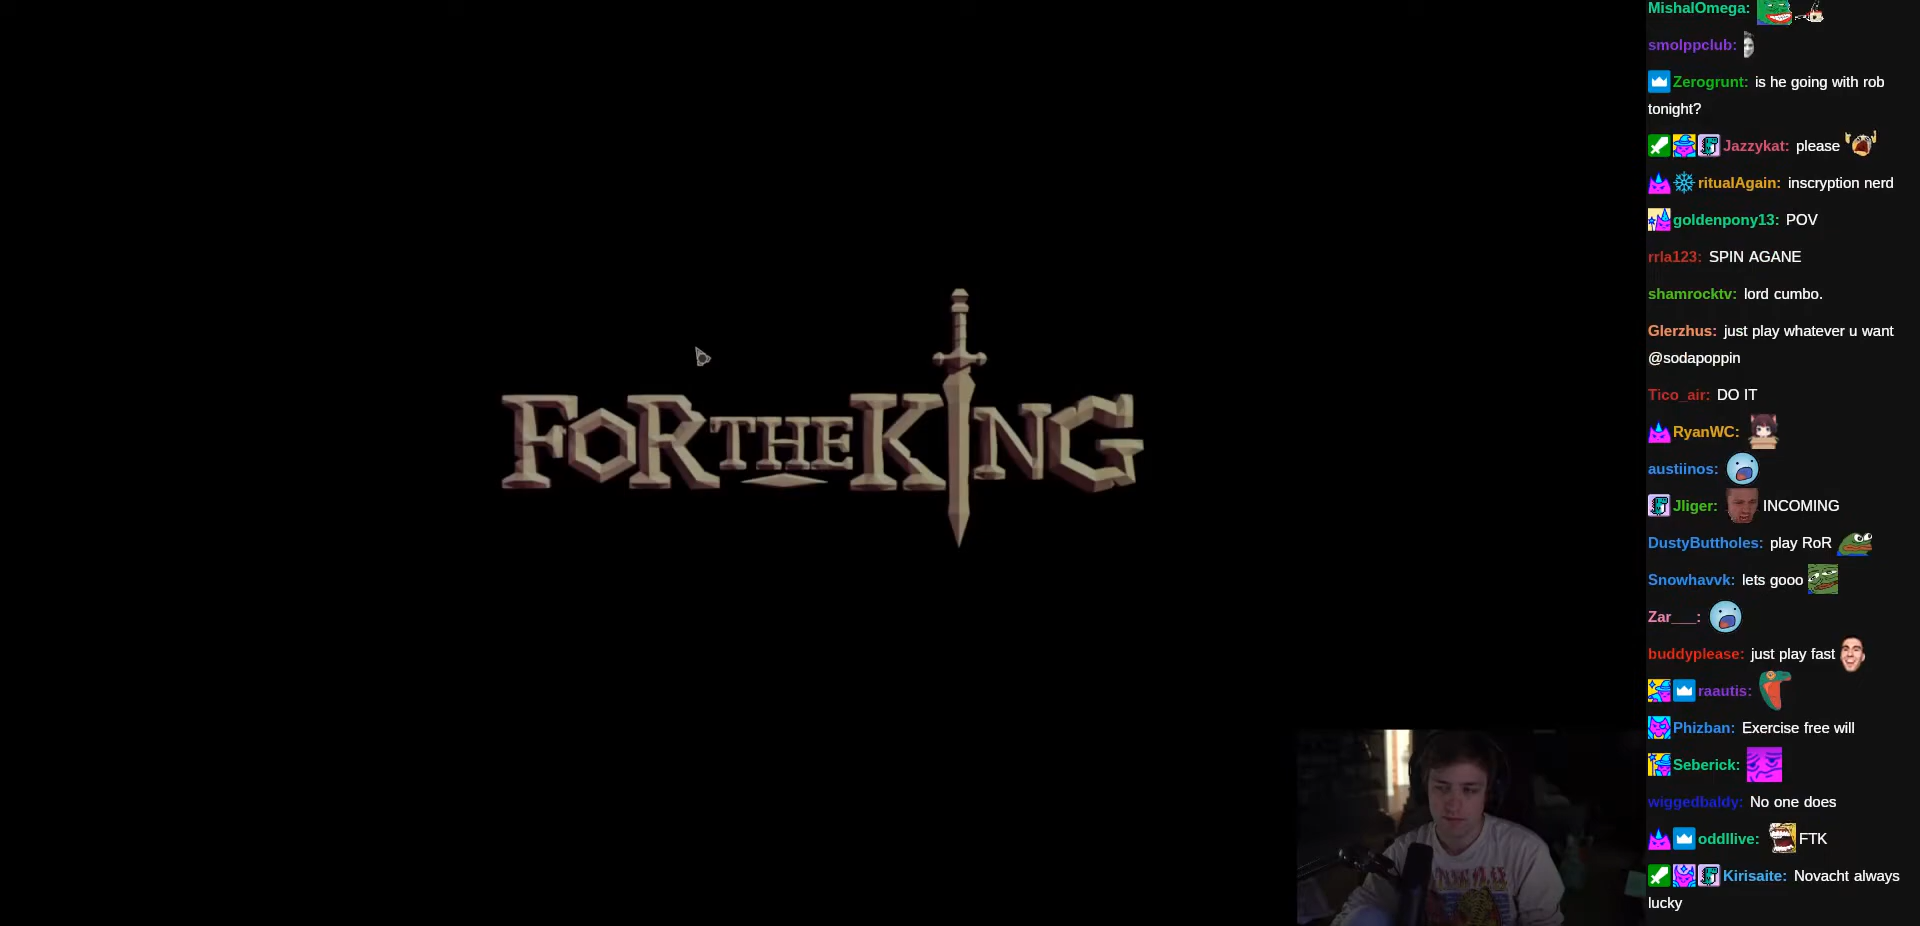 FOR THE KING
MishalOmega:
smolppclub:
Zerogrunt: is he going with rob
tonight?
Jazzykat: please
ritualAgain: inscryption nerd
goldenpony13: POV
rrla123: SPIN AGANE
shamrocktv: lord cumbo.
Glerzhus: just play whatever u want
@sodapoppin
Tico_air: DO IT
RyanWC:
austiinos:
Jliger: INCOMING
DustyButtholes: play RoR
Snowhavvk: lets gooo
Zar___:
buddyplease: just play fast
raautis:
Phizban: Exercise free will
Seberick:
wiggedbaldy: No one does
oddllive: FTK
Kirisaite: Novacht always
lucky